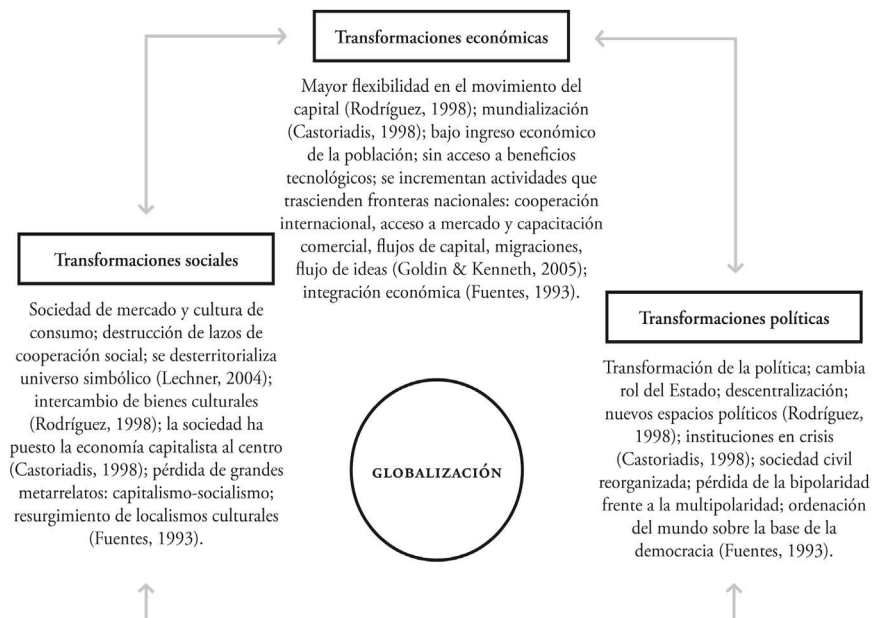 Transformaciones económicas
Mayor flexibilidad en el movimiento del
capital (Rodríguez, 1998); mundialización
(Castoriadis, 1998); bajo ingreso económico
de la población; sin acceso a beneficios
tecnológicos; se incrementan actividades que
trascienden fronteras nacionales: cooperación
internacional, acceso a mercado y capacitación
comercial, flujos de capital, migraciones,
flujo de ideas (Goldin & Kenneth, 2005);
integración económica (Fuentes, 1993).
Transformaciones sociales
Sociedad de mercado y cultura de
consumo; destrucción de lazos de
cooperación social; se desterritorializa
universo simbólico (Lechner, 2004);
intercambio de bienes culturales
(Rodríguez, 1998); la sociedad ha
puesto la economía capitalista al centro
(Castoriadis, 1998); pérdida de grandes
metarrelatos: capitalismo-socialismo;
resurgimiento de localismos culturales
(Fuentes, 1993).
GLOBALIZACIÓN
Transformaciones políticas
Transformación de la política; cambia
rol del Estado; descentralización;
nuevos espacios políticos (Rodríguez,
1998); instituciones en crisis
(Castoriadis, 1998); sociedad civil
reorganizada; pérdida de la bipolaridad
frente a la multipolaridad; ordenación
del mundo sobre la base de la
democracia (Fuentes, 1993).